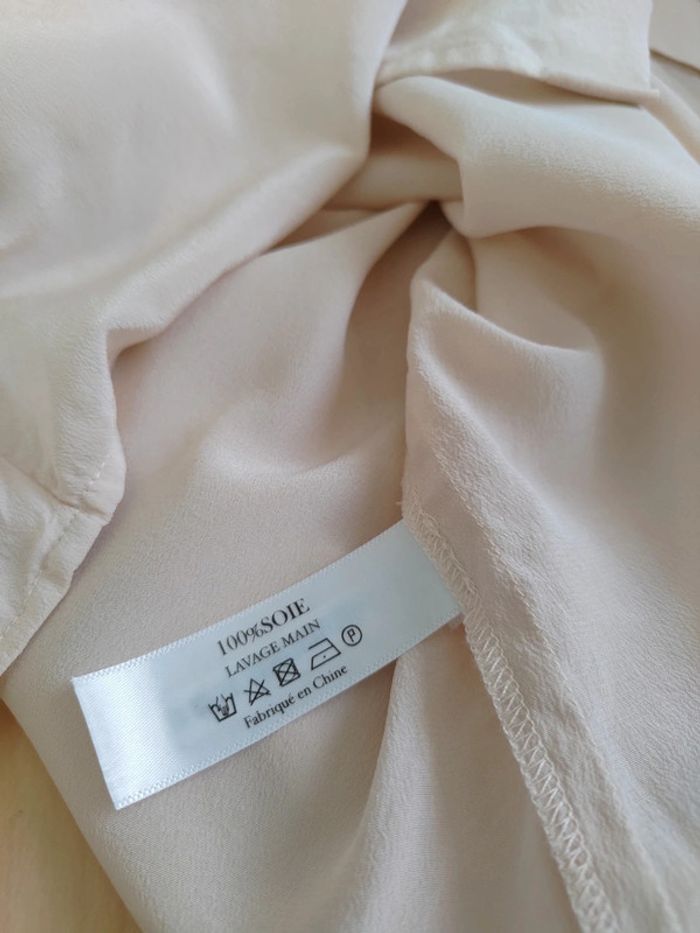 100%SOIE
LAVAGE MAIN
P
Fabriqué en Chine